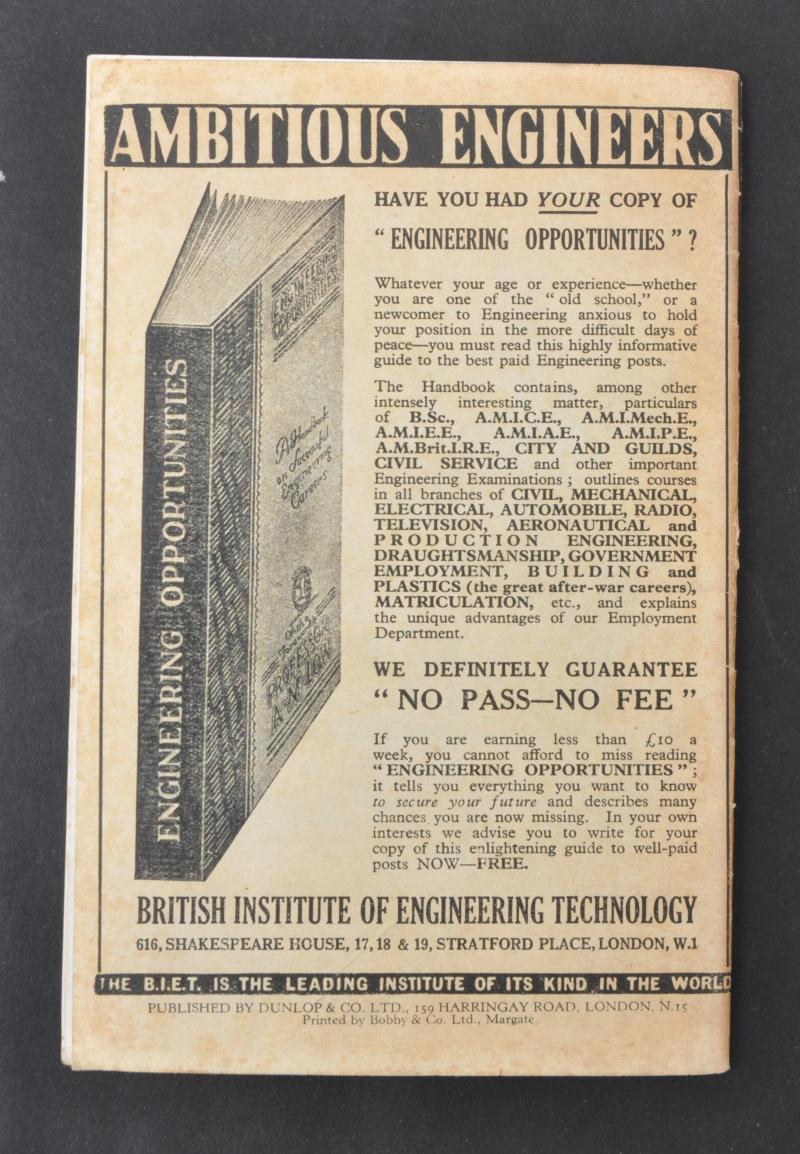 AMBITIOUS ENGINEERS
ENGINEERING OPPORTUNITIES
ENGINEERING
OPPORTUNITIES
A Handbook
on Successful
Engineering
Careers
Foreword by
PROFESSOR
A. M. LOW
HAVE YOU HAD YOUR COPY OF
“ ENGINEERING OPPORTUNITIES ” ?
Whatever your age or experience—whether
you are one of the “ old school,” or a
newcomer to Engineering anxious to hold
your position in the more difficult days of
peace—you must read this highly informative
guide to the best paid Engineering posts.
The Handbook contains, among other
intensely interesting matter, particulars
of B.Sc., A.M.I.C.E., A.M.I.Mech.E.,
A.M.I.E.E., A.M.I.A.E., A.M.I.P.E.,
A.M.Brit.I.R.E., CITY AND GUILDS,
CIVIL SERVICE and other important
Engineering Examinations ; outlines courses
in all branches of CIVIL, MECHANICAL,
ELECTRICAL, AUTOMOBILE, RADIO,
TELEVISION, AERONAUTICAL and
PRODUCTION ENGINEERING,
DRAUGHTSMANSHIP, GOVERNMENT
EMPLOYMENT, BUILDING and
PLASTICS (the great after-war careers),
MATRICULATION, etc., and explains
the unique advantages of our Employment
Department.
WE DEFINITELY GUARANTEE
“ NO PASS—NO FEE ”
If you are earning less than £10 a
week, you cannot afford to miss reading
“ ENGINEERING OPPORTUNITIES ” ;
it tells you everything you want to know
to secure your future and describes many
chances you are now missing. In your own
interests we advise you to write for your
copy of this enlightening guide to well-paid
posts NOW—FREE.
BRITISH INSTITUTE OF ENGINEERING TECHNOLOGY
616, SHAKESPEARE HOUSE, 17, 18 & 19, STRATFORD PLACE, LONDON, W.1
THE B.I.E.T. IS THE LEADING INSTITUTE OF ITS KIND IN THE WORLD
PUBLISHED BY DUNLOP & CO. LTD., 159 HARRINGAY ROAD, LONDON, N.15
Printed by Bobby & Co. Ltd., Margate